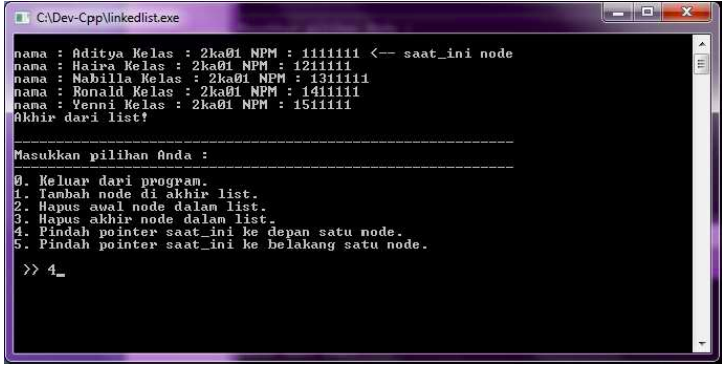 C:\Dev-Cpp\linkedlist.exe
nama : Aditya Kelas : 2ka01 NPM : 1111111 <-- saat_ini node
nama : Haira Kelas : 2ka01 NPM : 1211111
nama : Nabilla Kelas : 2ka01 NPM : 1311111
nama : Ronald Kelas : 2ka01 NPM : 1411111
nama : Yenni Kelas : 2ka01 NPM : 1511111
Akhir dari list!
Masukkan pilihan Anda :
0. Keluar dari program.
1. Tambah node di akhir list.
2. Hapus awal node dalam list.
3. Hapus akhir node dalam list.
4. Pindah pointer saat_ini ke depan satu node.
5. Pindah pointer saat_ini ke belakang satu node.
>> 4_